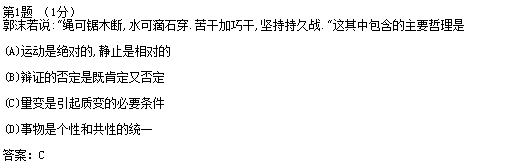 第1题 (1分)
郭沫若说:“绳可锯木断,水可滴石穿.苦干加巧干,坚持持久战.“这其中包含的主要哲理是
(A)运动是绝对的,静止是相对的
(B)辩证的否定是既肯定又否定
(C)量变是引起质变的必要条件
(D)事物是个性和共性的统一
答案:C